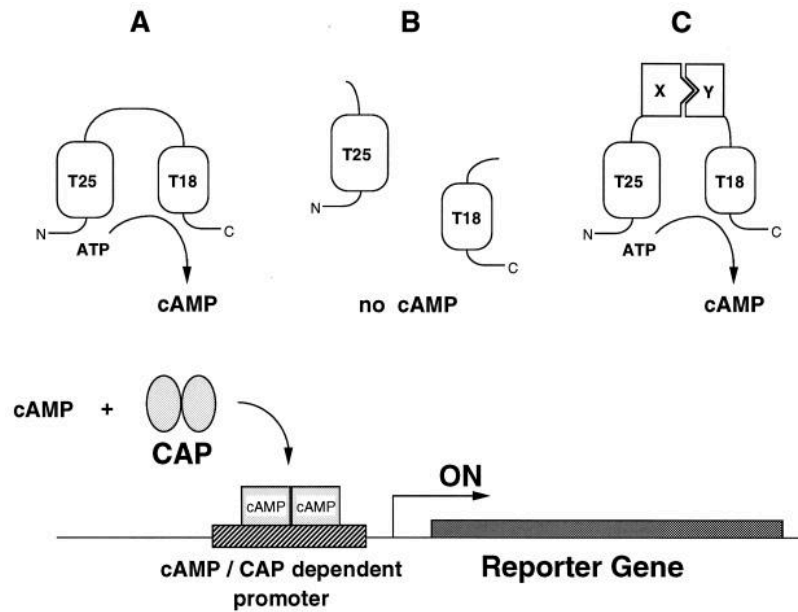 A
B
C
X
Y
T25
T18
T25
T18
T25
T18
N
C
N
C
N
C
ATP
ATP
cAMP
no cAMP
cAMP
cAMP + CAP
cAMP cAMP
ON
cAMP / CAP dependent
promoter
Reporter Gene